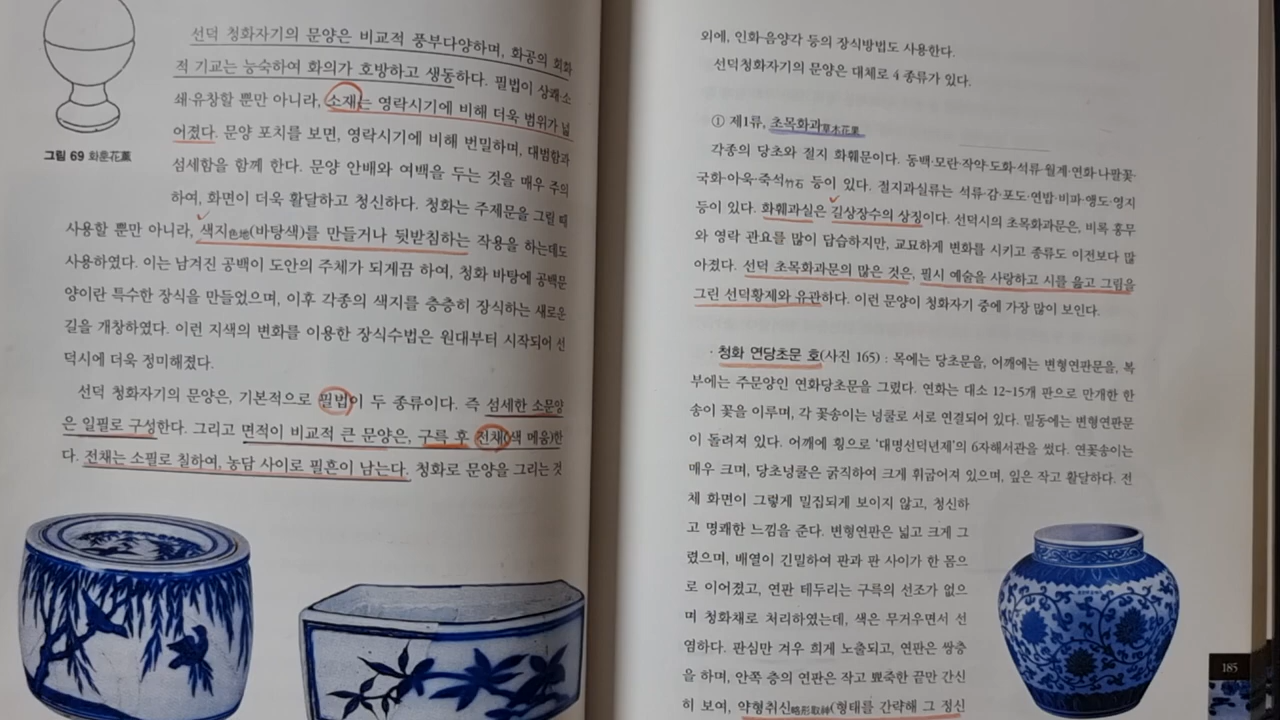 선덕 청화자기의 문양은 비교적 풍부다양하며, 화공의 회화
적 기교는 능숙하여 화의가 호방하고 생동하다. 필법이 상쾌·소
쇄·유창할 뿐만 아니라, 소재는 영락시기에 비해 더욱 범위가 넓
어졌다. 문양 포치를 보면, 영락시기에 비해 번밀하며, 대범함과
섬세함을 함께 한다. 문양 안배와 여백을 두는 것을 매우 주의
하여, 화면이 더욱 활달하고 청신하다. 청화는 주제문을 그릴 때
사용할 뿐만 아니라, 색지色地(바탕색)를 만들거나 뒷받침하는 작용을 하는데도
사용하였다. 이는 남겨진 공백이 도안의 주체가 되게끔 하여, 청화 바탕에 공백문
양이란 특수한 장식을 만들었으며, 이후 각종의 색지를 층층히 장식하는 새로운
길을 개창하였다. 이런 지색의 변화를 이용한 장식수법은 원대부터 시작되어 선
덕시에 더욱 정미해졌다.
선덕 청화자기의 문양은, 기본적으로 필법이 두 종류이다. 즉 섬세한 소문양
은 일필로 구성한다. 그리고 면적이 비교적 큰 문양은, 구륵 후 전채(색 메움)한
다. 전채는 소필로 칠하여, 농담 사이로 필흔이 남는다. 청화로 문양을 그리는 것
그림 69 화훈花薰
외에, 인화·음양각 등의 장식방법도 사용한다.
선덕청화자기의 문양은 대체로 4 종류가 있다.
① 제1류, 초목화과草木花菓
각종의 당초와 절지 화훼문이다. 동백·모란·작약·도화·석류·월계·연화·나팔꽃·
국화·아욱·죽석竹石 등이 있다. 절지과실류는 석류·감·포도·연밥·비파·앵도·영지
등이 있다. 화훼과실은 길상장수의 상징이다. 선덕시의 초목화과문은, 비록 홍무
와 영락 관요를 많이 답습하지만, 교묘하게 변화를 시키고 종류도 이전보다 많
아졌다. 선덕 초목화과문의 많은 것은, 필시 예술을 사랑하고 시를 읊고 그림을
그린 선덕황제와 유관하다. 이런 문양이 청화자기 중에 가장 많이 보인다.
· 청화 연당초문 호(사진 165) : 목에는 당초문을, 어깨에는 변형연판문을, 복
부에는 주문양인 연화당초문을 그렸다. 연화는 대소 12~15개 판으로 만개한 한
송이 꽃을 이루며, 각 꽃송이는 넝쿨로 서로 연결되어 있다. 밑동에는 변형연판문
이 돌려져 있다. 어깨에 횡으로 '대명선덕년제'의 6자해서관을 썼다. 연꽃송이는
매우 크며, 당초넝쿨은 굵직하여 크게 휘굽어져 있으며, 잎은 작고 활달하다. 전
체 화면이 그렇게 밀집되게 보이지 않고, 청신하
고 명쾌한 느낌을 준다. 변형연판은 넓고 크게 그
렸으며, 배열이 긴밀하여 판과 판 사이가 한 몸으
로 이어졌고, 연판 테두리는 구륵의 선조가 없으
며 청화채로 처리하였는데, 색은 무거우면서 선
염하다. 판심만 겨우 희게 노출되고, 연판은 쌍층
을 하며, 안쪽 층의 연판은 작고 뾰죽한 끝만 간신
히 보여, 약형취신略形取神(형태를 간략해 그 정신
185